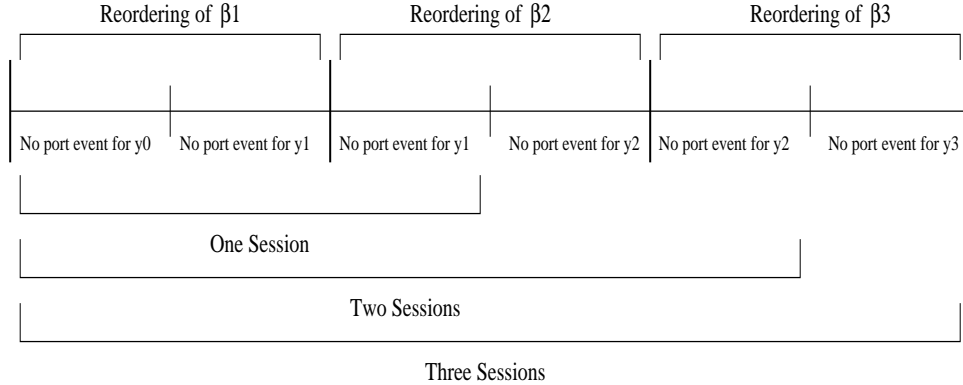 Reordering of β1 Reordering of β2 Reordering of β3
No port event for y0 No port event for y1 No port event for y1 No port event for y2 No port event for y2 No port event for y3
One Session
Two Sessions
Three Sessions